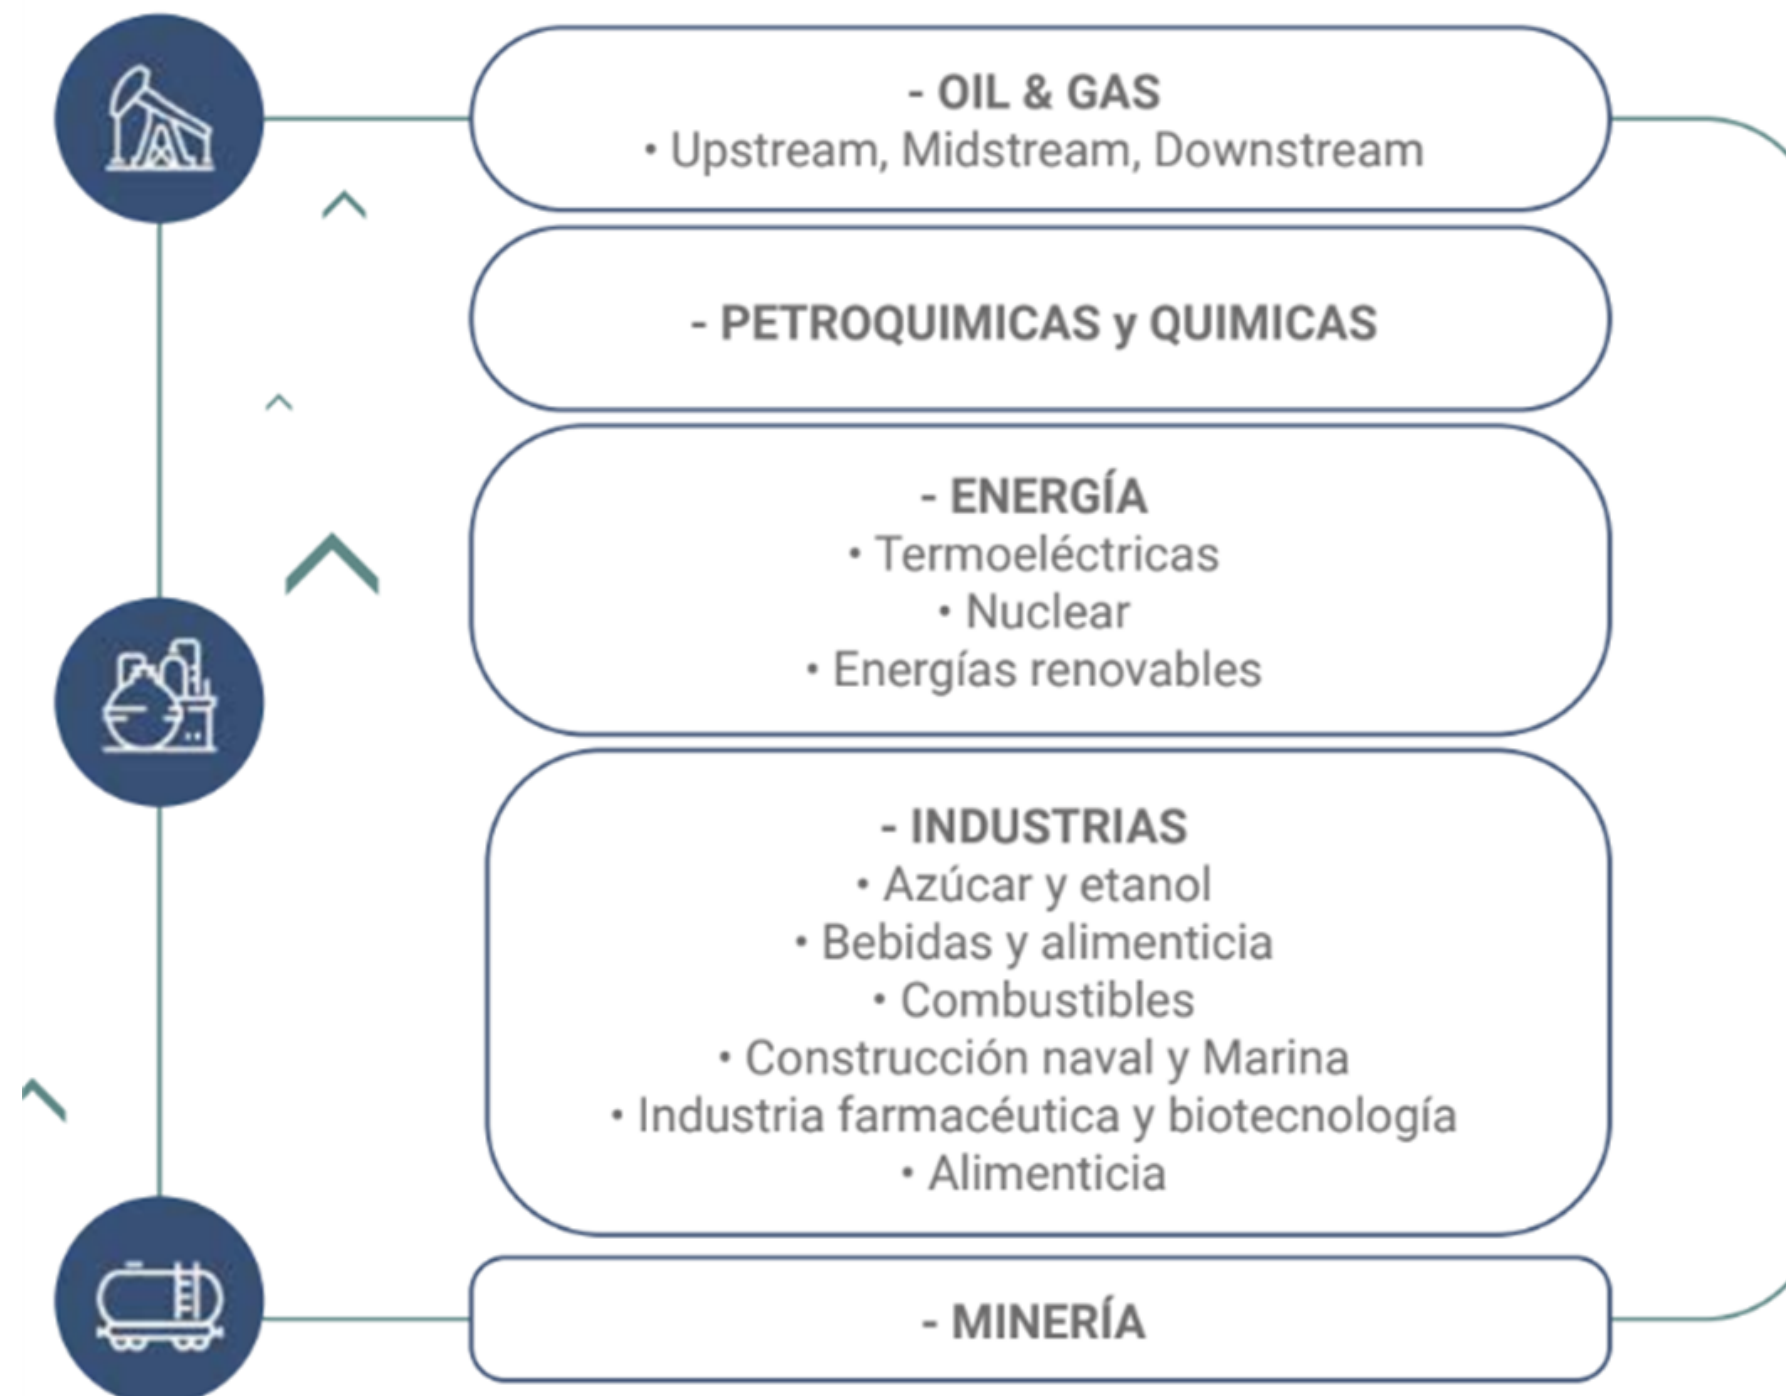 - OIL & GAS
• Upstream, Midstream, Downstream
- PETROQUIMICAS y QUIMICAS
- ENERGÍA
• Termoeléctricas
• Nuclear
• Energías renovables
- INDUSTRIAS
• Azúcar y etanol
• Bebidas y alimenticia
• Combustibles
• Construcción naval y Marina
• Industria farmacéutica y biotecnología
• Alimenticia
- MINERÍA